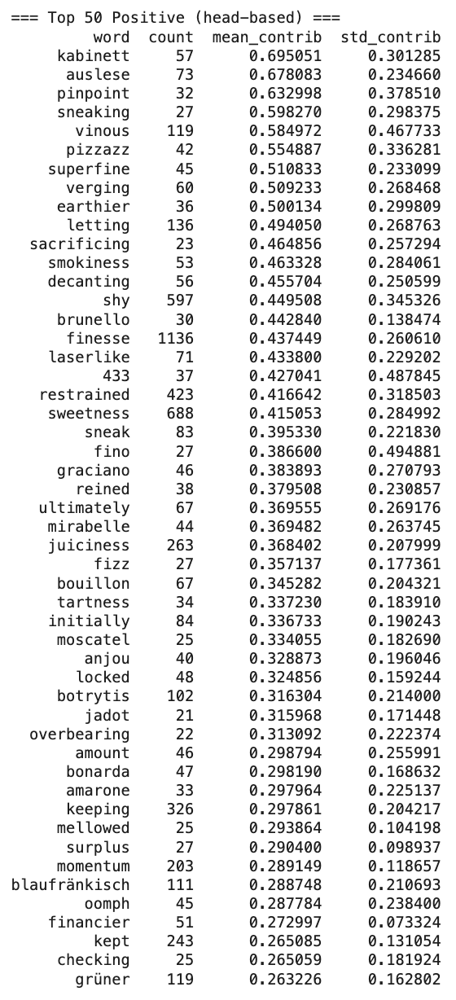 === Top 50 Positive (head-based) ===
word count mean_contrib std_contrib
kabinett 57 0.695051 0.301285
auslese 73 0.678083 0.234660
pinpoint 32 0.632998 0.378510
sneaking 27 0.598270 0.298375
vinous 119 0.584972 0.467733
pizzazz 42 0.554887 0.336281
superfine 45 0.510833 0.233099
verging 60 0.509233 0.268468
earthier 36 0.500134 0.299809
letting 136 0.494050 0.268763
sacrificing 23 0.464856 0.257294
smokiness 53 0.463328 0.284061
decanting 56 0.455704 0.250599
shy 597 0.449508 0.345326
brunello 30 0.442840 0.138474
finesse 1136 0.437449 0.260610
laserlike 71 0.433800 0.229202
433 37 0.427041 0.487845
restrained 423 0.416642 0.318503
sweetness 688 0.415053 0.284992
sneak 83 0.395330 0.221830
fino 27 0.386600 0.494881
graciano 46 0.383893 0.270793
reined 38 0.379508 0.230857
ultimately 67 0.369555 0.269176
mirabelle 44 0.369482 0.263745
juiciness 263 0.368402 0.207999
fizz 27 0.357137 0.177361
bouillon 67 0.345282 0.204321
tartness 34 0.337230 0.183910
initially 84 0.336733 0.190243
moscatel 25 0.334055 0.182690
anjou 40 0.328873 0.196046
locked 48 0.324856 0.159244
botrytis 102 0.316304 0.214000
jadot 21 0.315968 0.171448
overbearing 22 0.313092 0.222374
amount 46 0.298794 0.255991
bonarda 47 0.298190 0.168632
amarone 33 0.297964 0.225137
keeping 326 0.297861 0.204217
mellowed 25 0.293864 0.104198
surplus 27 0.290400 0.098937
momentum 203 0.289149 0.118657
blaufränkisch 111 0.288748 0.210693
oomph 45 0.287784 0.238400
financier 51 0.272997 0.073324
kept 243 0.265085 0.131054
checking 25 0.265059 0.181924
grüner 119 0.263226 0.162802